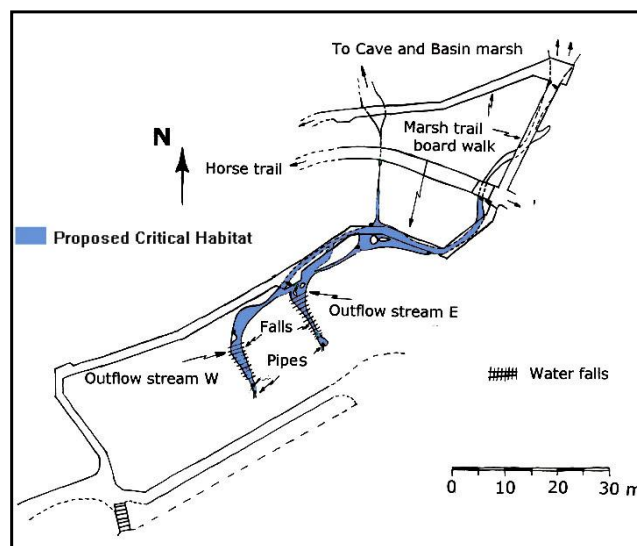 To Cave and Basin marsh
N
Marsh trail
board walk
Horse trail
Proposed Critical Habitat
Outflow stream E
Falls
Pipes
Outflow stream W
Water falls
0 10 20 30 m